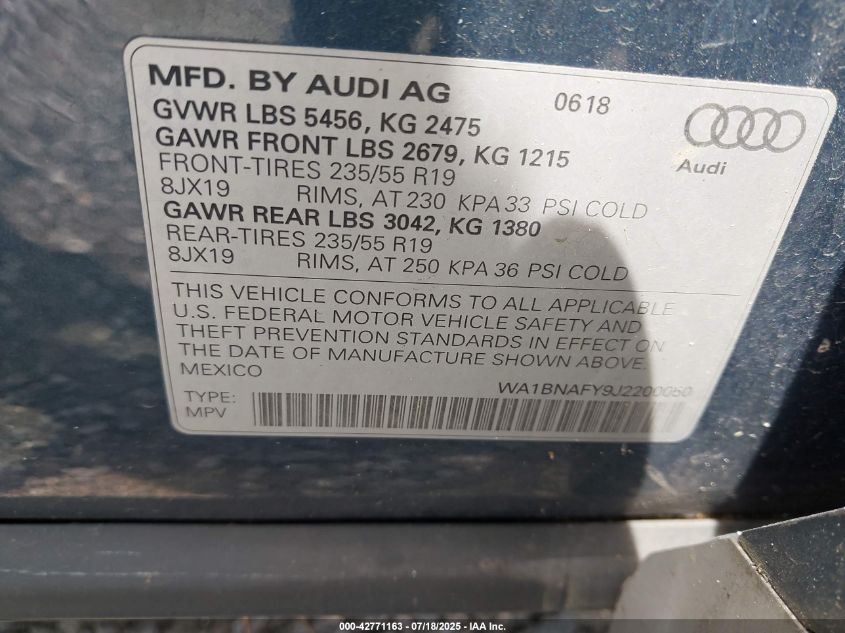 MFD. BY AUDI AG 0618
GVWR LBS 5456, KG 2475
GAWR FRONT LBS 2679, KG 1215
Audi
FRONT-TIRES 235/55 R19
8JX19 RIMS, AT 230 KPA 33 PSI COLD
GAWR REAR LBS 3042, KG 1380
REAR-TIRES 235/55 R19
8JX19 RIMS, AT 250 KPA 36 PSI COLD
THIS VEHICLE CONFORMS TO ALL APPLICABLE
U.S. FEDERAL MOTOR VEHICLE SAFETY AND
THEFT PREVENTION STANDARDS IN EFFECT ON
THE DATE OF MANUFACTURE SHOWN ABOVE.
MEXICO
WA1BNAFY9J2200050
TYPE:
MPV
000-42771163 - 07/18/2025 - IAA Inc.